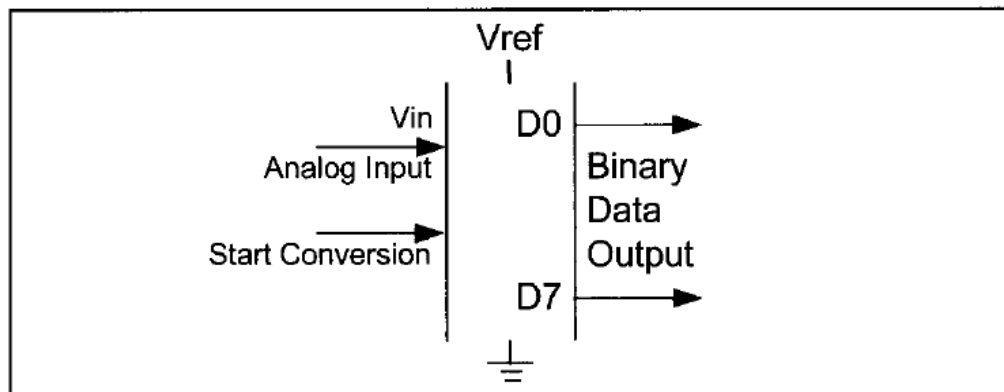 Vref
Vin
Analog Input
Start Conversion
D0
Binary
Data
Output
D7